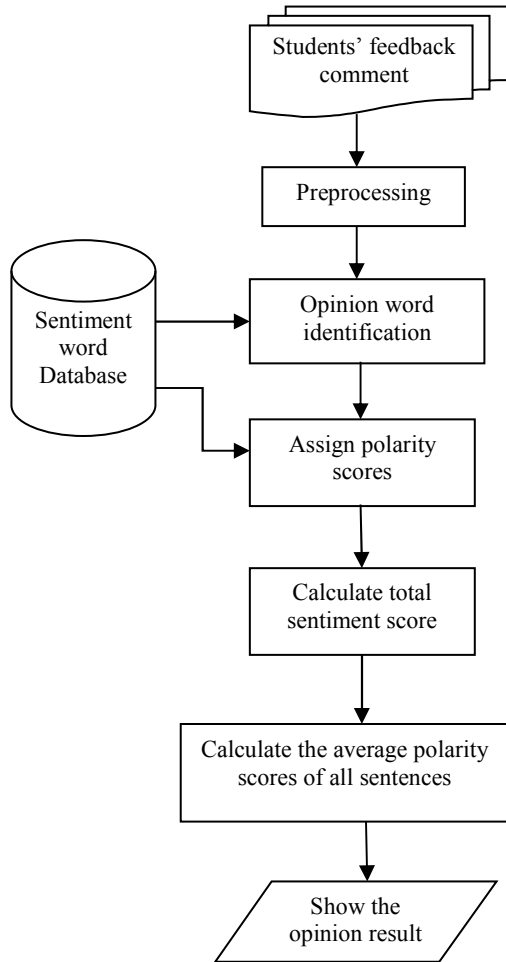 Students’ feedback
comment
Preprocessing
Sentiment
word
Database
Opinion word
identification
Assign polarity
scores
Calculate total
sentiment score
Calculate the average polarity
scores of all sentences
Show the
opinion result